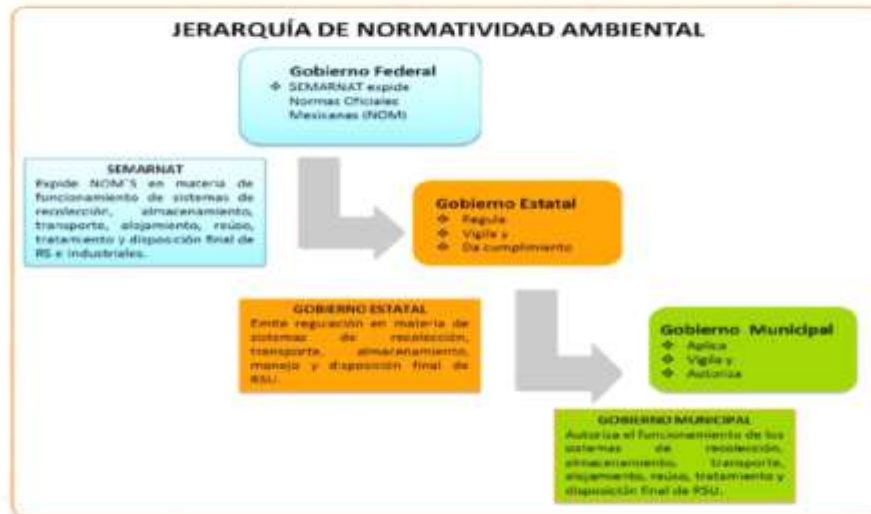 JERARQUÍA DE NORMATIVIDAD AMBIENTAL
Gobierno Federal
❖ SEMARNAT expide
Normas Oficiales
Mexicanas (NOM)
SEMARNAT
Expide NOM´S en materia de
funcionamiento de sistemas de
recolección, almacenamiento,
transporte, alojamiento, reúso,
tratamiento y disposición final de
RS e industriales.
Gobierno Estatal
❖ Regula
❖ Vigila y
❖ Da cumplimiento
GOBIERNO ESTATAL
Emite regulación en materia de
sistemas de recolección,
transporte, almacenamiento,
manejo y disposición final de
RSU.
Gobierno Municipal
❖ Aplica
❖ Vigila y
❖ Autoriza
GOBIERNO MUNICIPAL
Autoriza el funcionamiento de los
sistemas de recolección,
almacenamiento, transporte,
alojamiento, reúso, tratamiento y
disposición final de RSU.